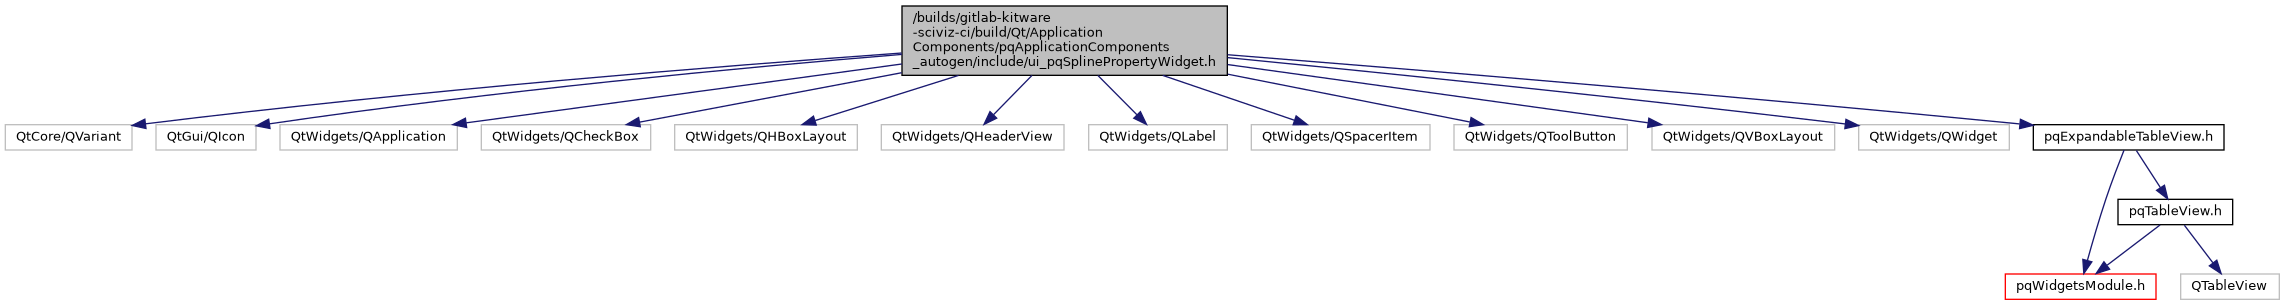 /builds/gitlab-kitware
-sciviz-ci/build/Qt/Application
Components/pqApplicationComponents
_autogen/include/ui_pqSplinePropertyWidget.h
QtCore/QVariant
QtGui/QIcon
QtWidgets/QApplication
QtWidgets/QCheckBox
QtWidgets/QHBoxLayout
QtWidgets/QHeaderView
QtWidgets/QLabel
QtWidgets/QSpacerItem
QtWidgets/QToolButton
QtWidgets/QVBoxLayout
QtWidgets/QWidget
pqExpandableTableView.h
pqTableView.h
pqWidgetsModule.h
QTableView